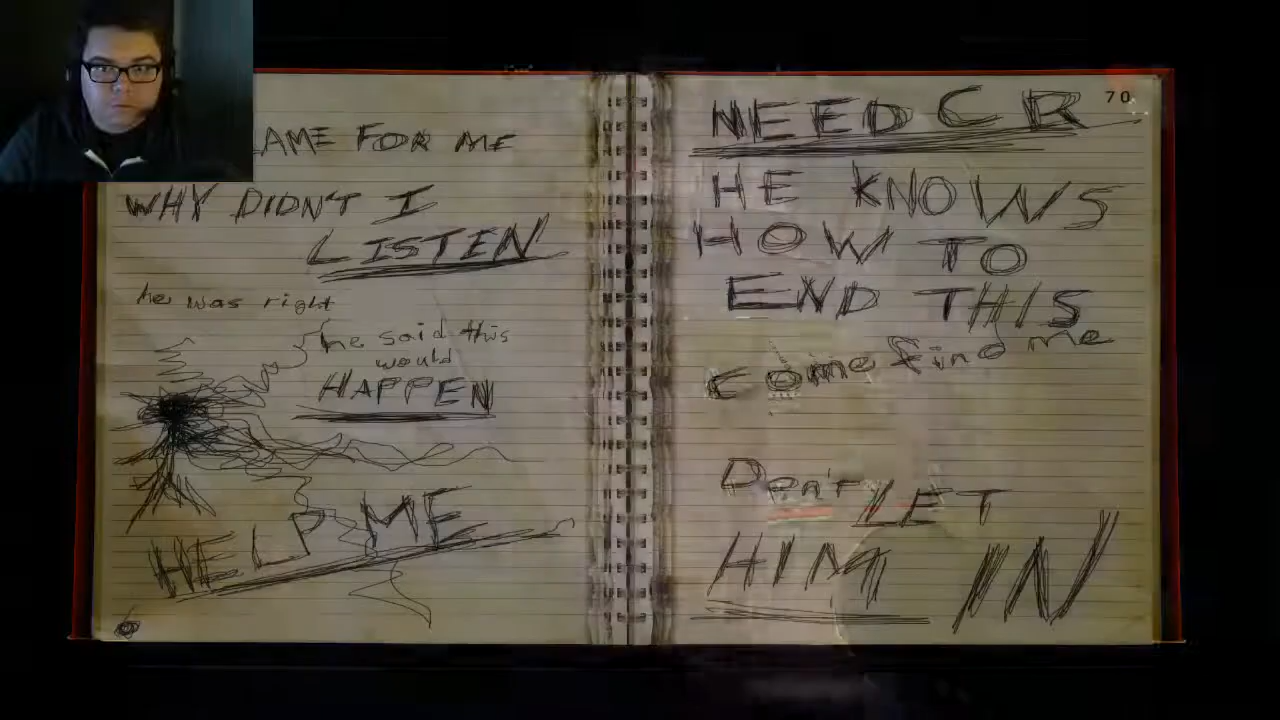 AME FOR ME
WHY DIDN'T I
LISTEN
he was right
he said this
would
HAPPEN
HELP ME
70
NEED CR
HE KNOWS
HOW TO
END THIS
come find me
Don't LET
HIM IN